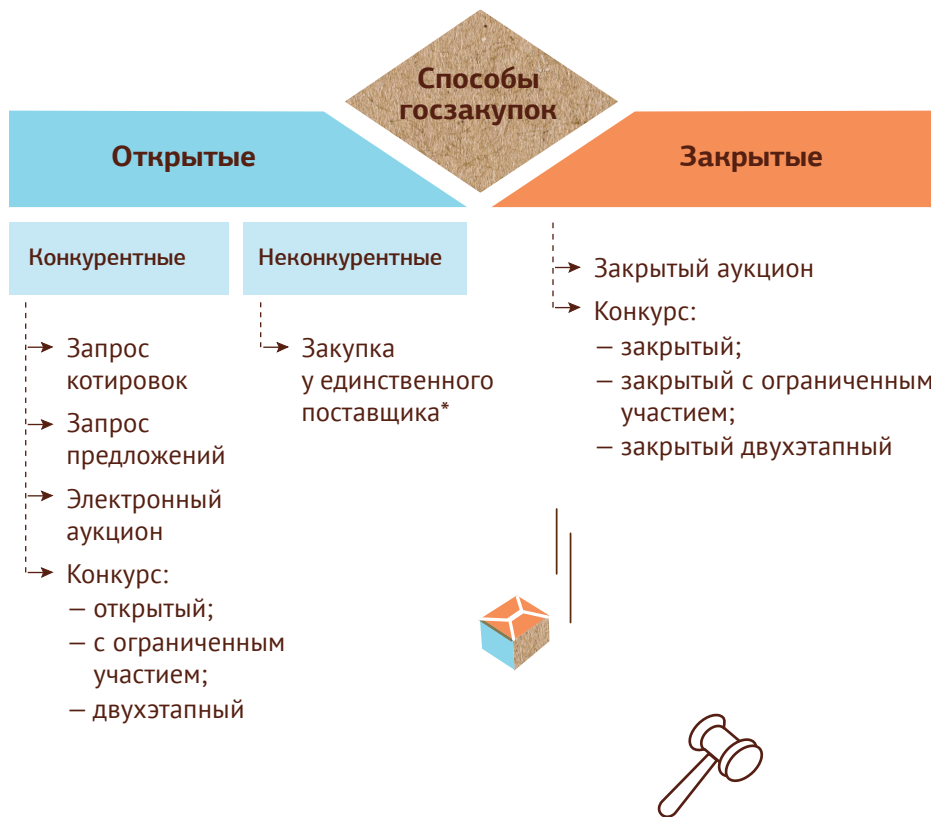 Способы
госзакупок
Открытые
Закрытые
Конкурентные
Неконкурентные
Запрос
котировок
Запрос
предложений
Электронный
аукцион
Конкурс:
— открытый;
— с ограниченным
участием;
— двухэтапный
Закупка
у единственного
поставщика*
Закрытый аукцион
Конкурс:
— закрытый;
— закрытый с ограниченным
участием;
— закрытый двухэтапный